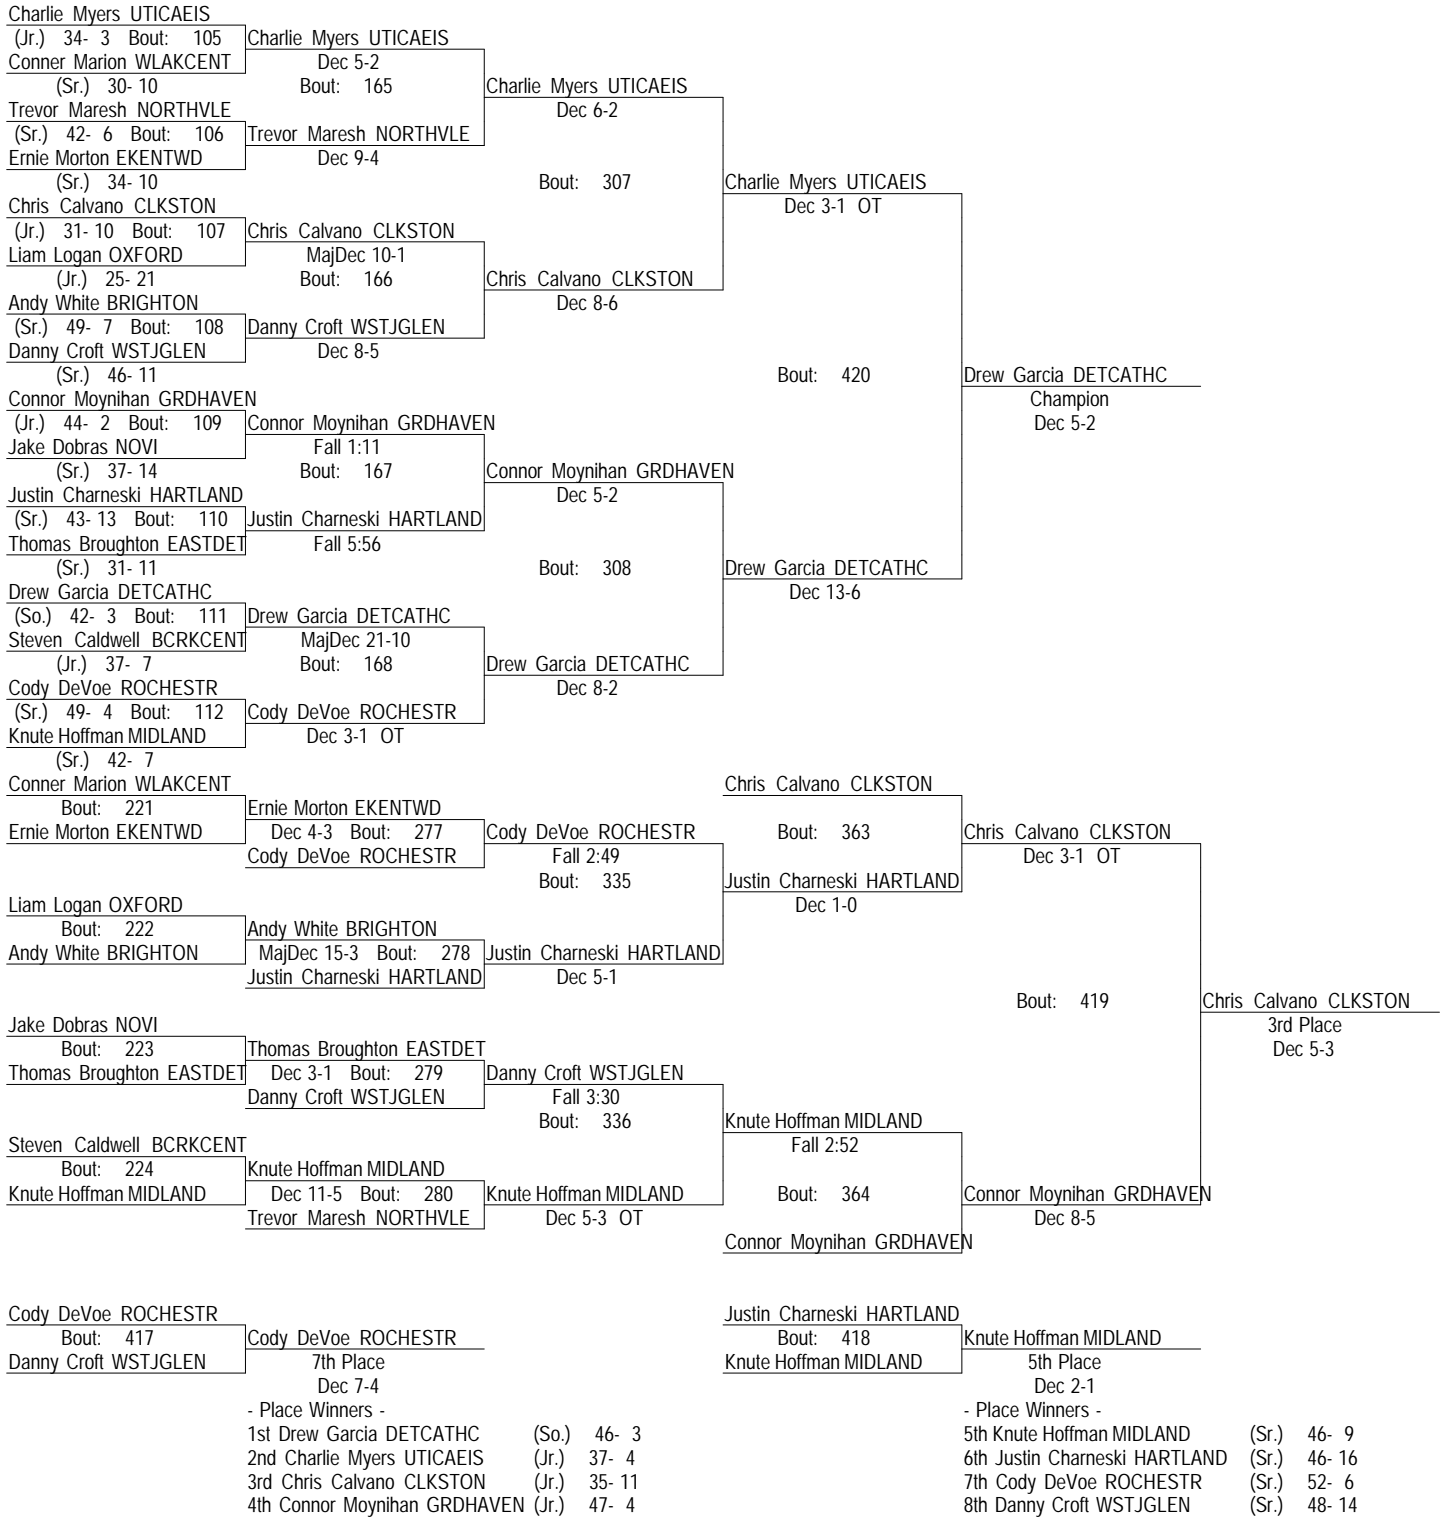 Charlie Myers UTICAEIS
(Jr.) 34- 3 Bout: 105 Charlie Myers UTICAEIS
Conner Marion WLAKCENT Dec 5-2
(Sr.) 30- 10 Bout: 165 Charlie Myers UTICAEIS
Trevor Maresh NORTHVLE Dec 6-2
(Sr.) 42- 6 Bout: 106 Trevor Maresh NORTHVLE
Ernie Morton EKENTWD Dec 9-4
(Sr.) 34- 10 Bout: 307 Charlie Myers UTICAEIS
Chris Calvano CLKSTON Dec 3-1 OT
(Jr.) 31- 10 Bout: 107 Chris Calvano CLKSTON
Liam Logan OXFORD MajDec 10-1
(Jr.) 25- 21 Bout: 166 Chris Calvano CLKSTON
Andy White BRIGHTON Dec 8-6
(Sr.) 49- 7 Bout: 108 Danny Croft WSTJGLEN
Danny Croft WSTJGLEN Dec 8-5
(Sr.) 46- 11 Bout: 420 Drew Garcia DETCATHC
Connor Moynihan GRDHAVEN Champion
(Jr.) 44- 2 Bout: 109 Connor Moynihan GRDHAVEN Dec 5-2
Jake Dobras NOVI Fall 1:11
(Sr.) 37- 14 Bout: 167 Connor Moynihan GRDHAVEN
Justin Charneski HARTLAND Dec 5-2
(Sr.) 43- 13 Bout: 110 Justin Charneski HARTLAND
Thomas Broughton EASTDET Fall 5:56
(Sr.) 31- 11 Bout: 308 Drew Garcia DETCATHC
Drew Garcia DETCATHC Dec 13-6
(So.) 42- 3 Bout: 111 Drew Garcia DETCATHC
Steven Caldwell BCRKCENT MajDec 21-10
(Jr.) 37- 7 Bout: 168 Drew Garcia DETCATHC
Cody DeVoe ROCHESTR Dec 8-2
(Sr.) 49- 4 Bout: 112 Cody DeVoe ROCHESTR
Knute Hoffman MIDLAND Dec 3-1 OT
(Sr.) 42- 7
Conner Marion WLAKCENT Chris Calvano CLKSTON
Bout: 221 Ernie Morton EKENTWD
Ernie Morton EKENTWD Dec 4-3 Bout: 277 Cody DeVoe ROCHESTR Bout: 363 Chris Calvano CLKSTON
Cody DeVoe ROCHESTR Fall 2:49 Dec 3-1 OT
Bout: 335 Justin Charneski HARTLAND
Liam Logan OXFORD Dec 1-0
Bout: 222 Andy White BRIGHTON
Andy White BRIGHTON MajDec 15-3 Bout: 278 Justin Charneski HARTLAND
Justin Charneski HARTLAND Dec 5-1
Bout: 419 Chris Calvano CLKSTON
Jake Dobras NOVI 3rd Place
Bout: 223 Thomas Broughton EASTDET Dec 5-3
Thomas Broughton EASTDET Dec 3-1 Bout: 279 Danny Croft WSTJGLEN
Danny Croft WSTJGLEN Fall 3:30
Bout: 336 Knute Hoffman MIDLAND
Steven Caldwell BCRKCENT Fall 2:52
Bout: 224 Knute Hoffman MIDLAND
Knute Hoffman MIDLAND Dec 11-5 Bout: 280 Knute Hoffman MIDLAND Bout: 364 Connor Moynihan GRDHAVEN
Trevor Maresh NORTHVLE Dec 5-3 OT Dec 8-5
Connor Moynihan GRDHAVEN
Cody DeVoe ROCHESTR Justin Charneski HARTLAND
Bout: 417 Cody DeVoe ROCHESTR Bout: 418 Knute Hoffman MIDLAND
Danny Croft WSTJGLEN 7th Place Knute Hoffman MIDLAND 5th Place
Dec 7-4 Dec 2-1
- Place Winners - - Place Winners -
1st Drew Garcia DETCATHC (So.) 46- 3 5th Knute Hoffman MIDLAND (Sr.) 46- 9
2nd Charlie Myers UTICAEIS (Jr.) 37- 4 6th Justin Charneski HARTLAND (Sr.) 46- 16
3rd Chris Calvano CLKSTON (Jr.) 35- 11 7th Cody DeVoe ROCHESTR (Sr.) 52- 6
4th Connor Moynihan GRDHAVEN (Jr.) 47- 4 8th Danny Croft WSTJGLEN (Sr.) 48- 14